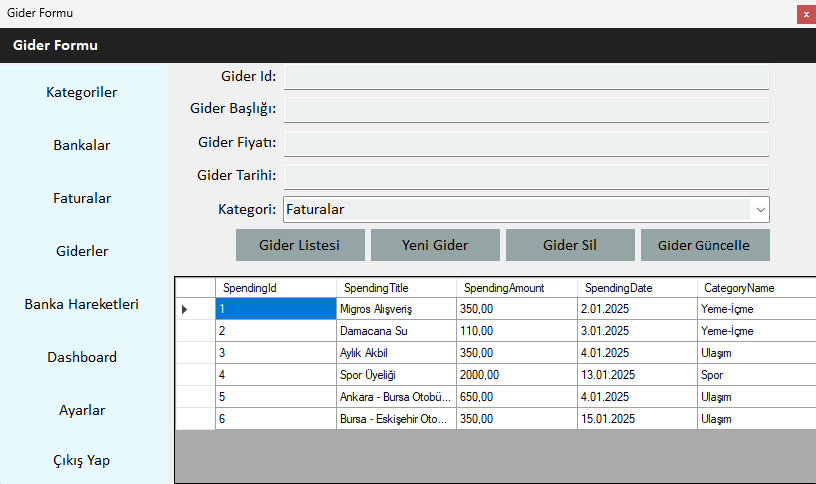 Gider Formu
x
Gider Formu
Kategoriler
Bankalar
Faturalar
Giderler
Banka Hareketleri
Dashboard
Ayarlar
Çıkış Yap
Gider Id:
Gider Başlığı:
Gider Fiyatı:
Gider Tarihi:
Kategori: Faturalar
Gider Listesi Yeni Gider Gider Sil Gider Güncelle
SpendingId SpendingTitle SpendingAmount SpendingDate CategoryName
1 Migros Alışveriş 350,00 2.01.2025 Yeme-İçme
2 Damacana Su 110,00 3.01.2025 Yeme-İçme
3 Aylık Akbil 350,00 4.01.2025 Ulaşım
4 Spor Üyeliği 2000,00 13.01.2025 Spor
5 Ankara - Bursa Otobü... 650,00 4.01.2025 Ulaşım
6 Bursa - Eskişehir Oto... 350,00 15.01.2025 Ulaşım